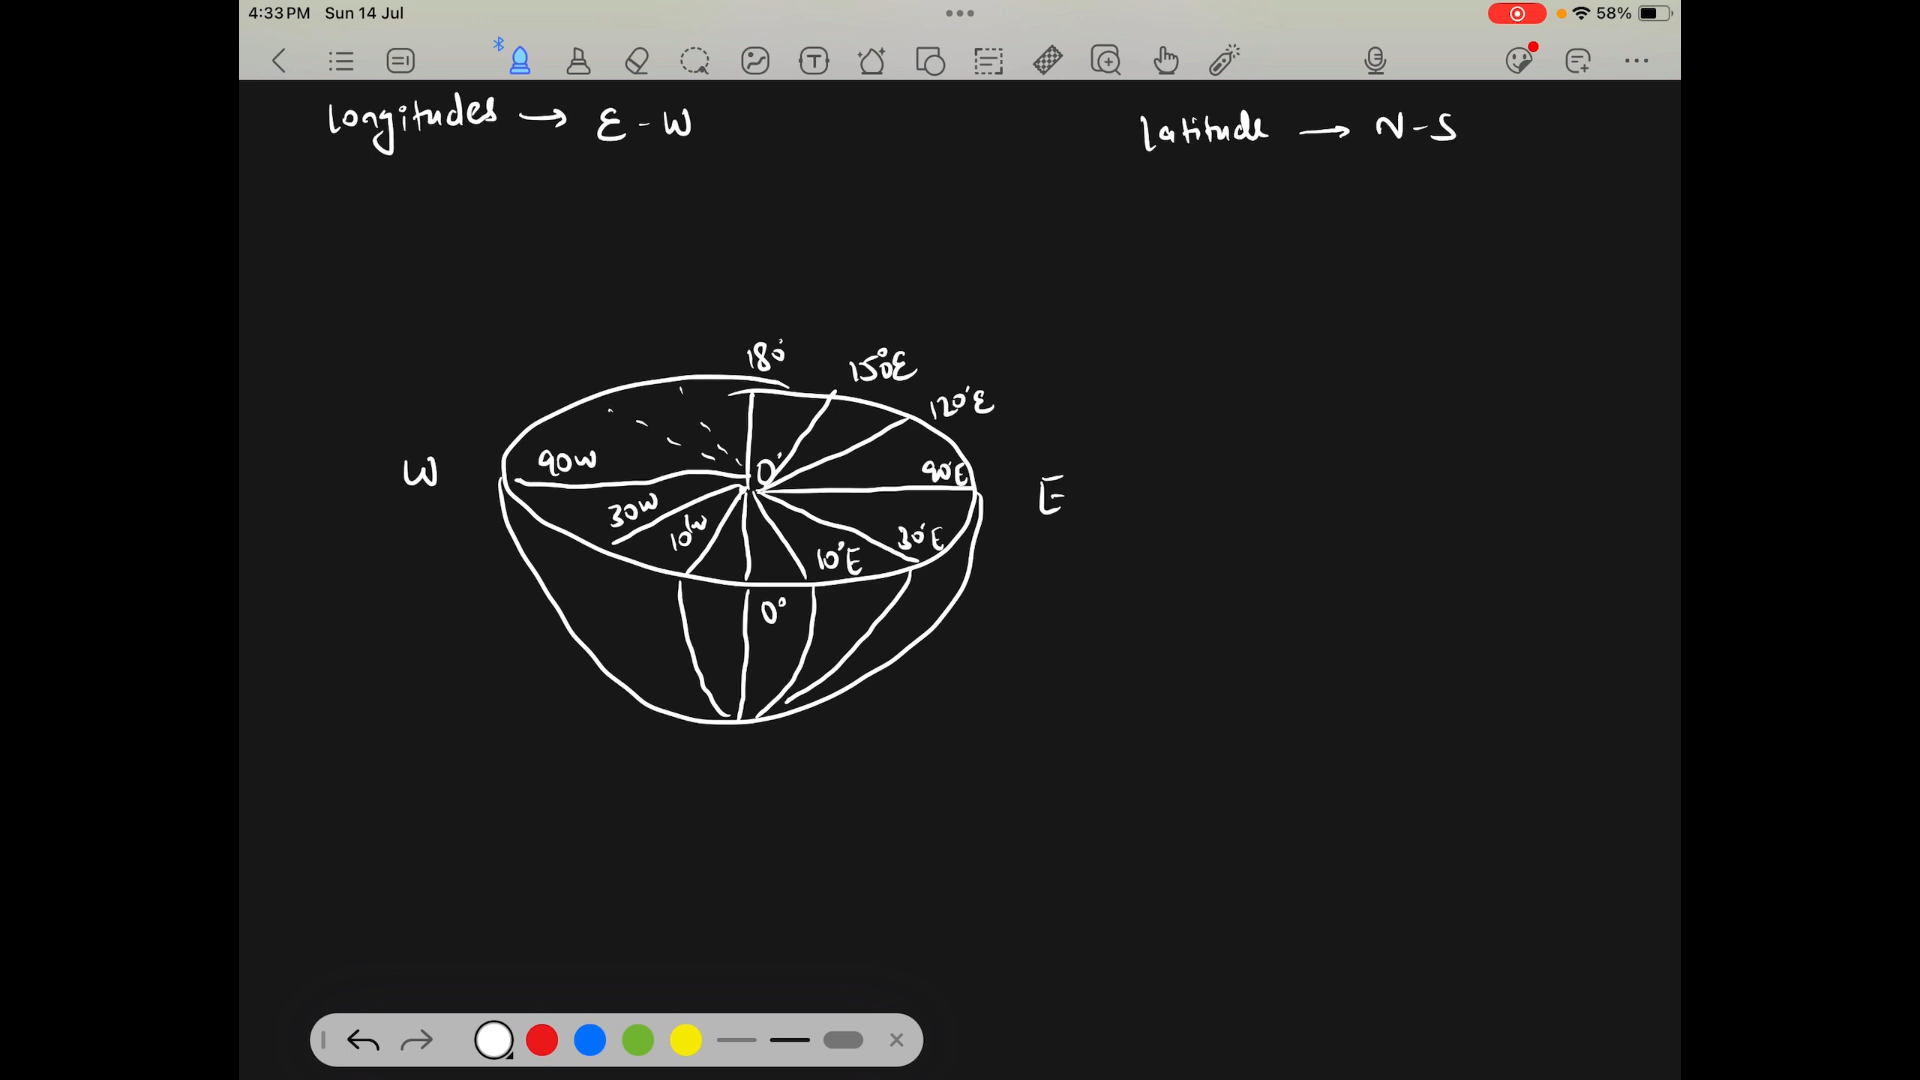 4:33 PM Sun 14 Jul
58%
T
Longitudes → E - W
Latitude → N - S
180°
150°E
120°E
90W
0°
90°E
W
E
30W
10W
10°E
30°E
0°